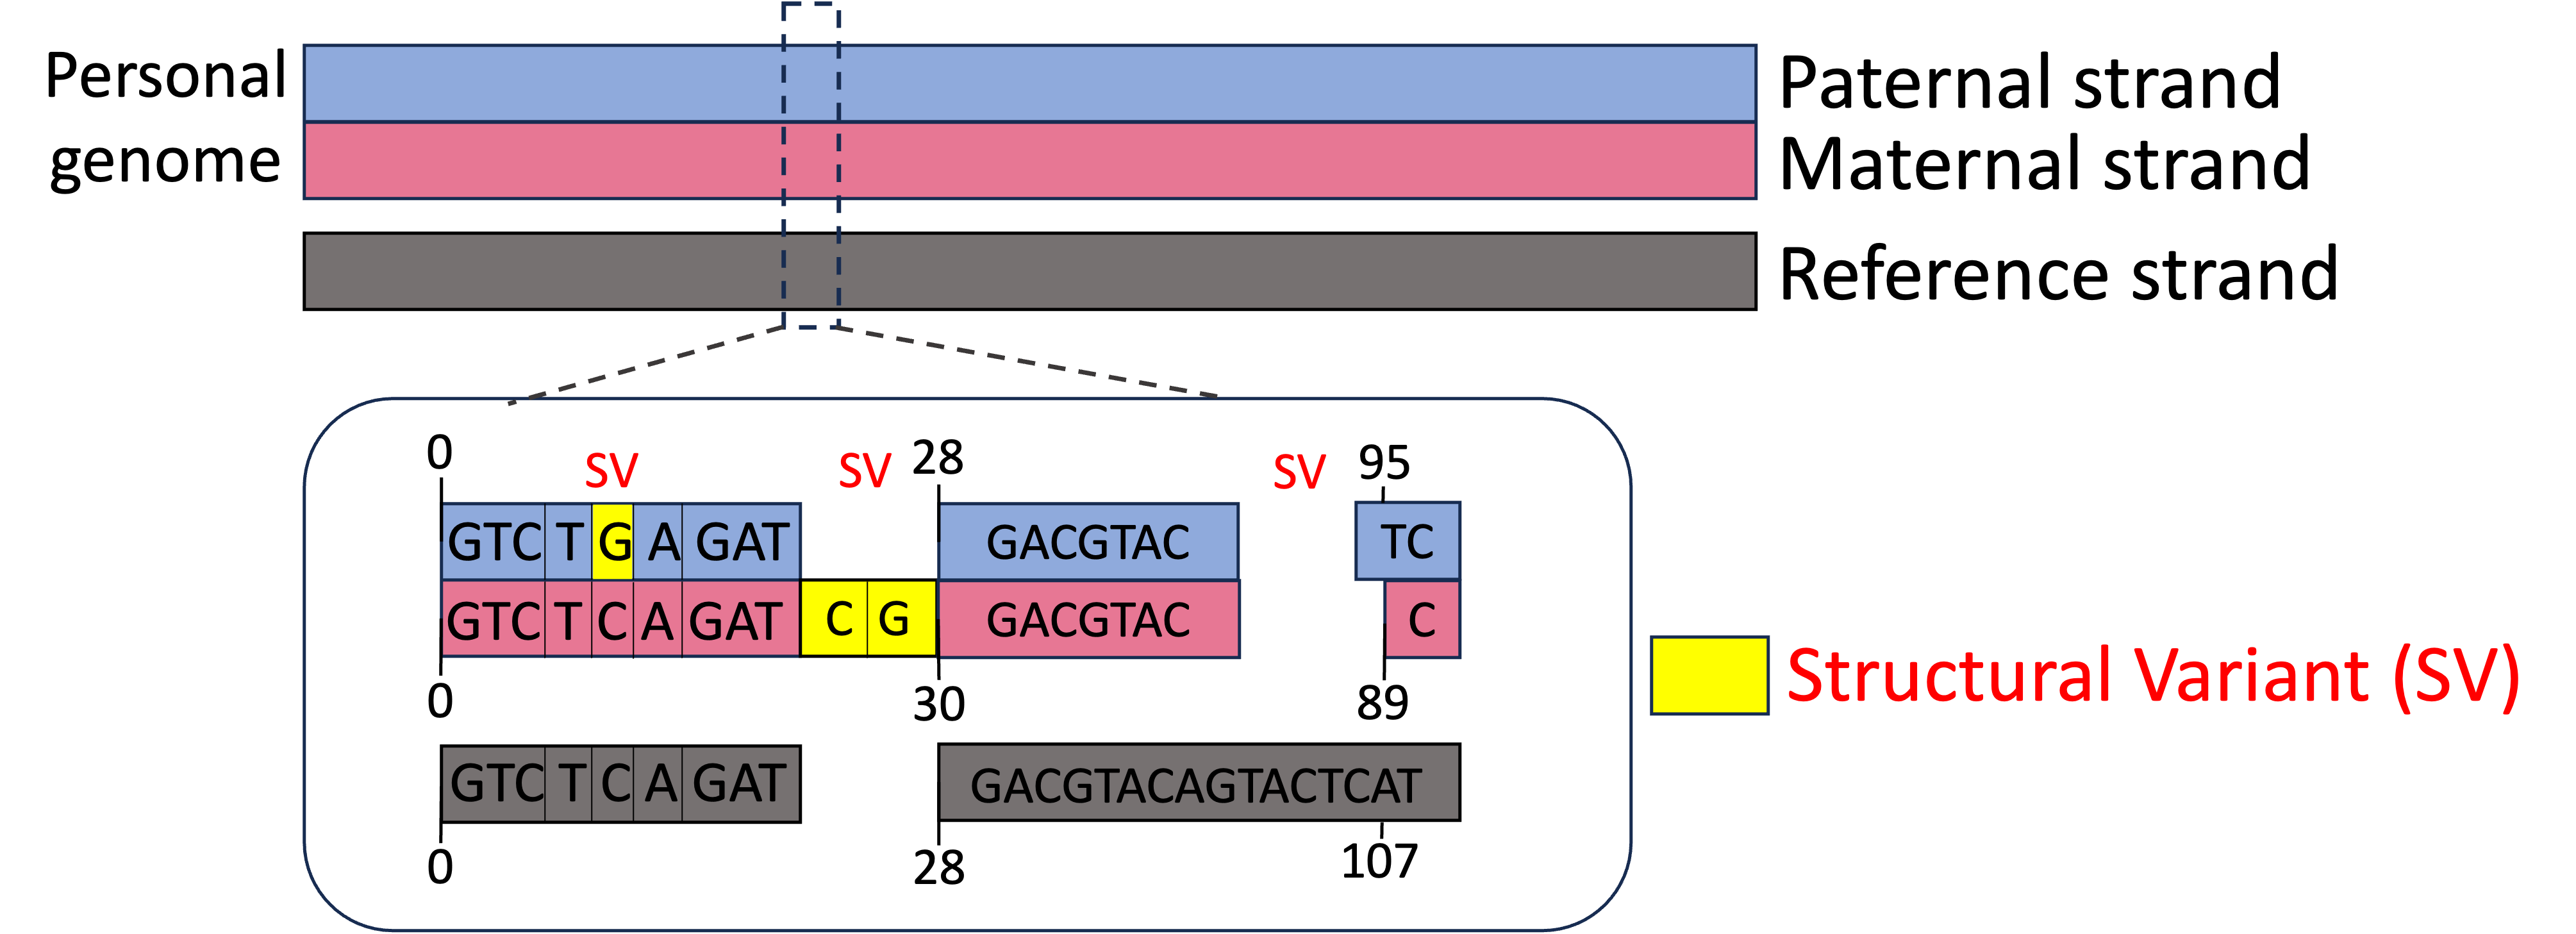 Personal
genome
Paternal strand
Maternal strand
Reference strand
0 SV SV 28 SV 95
GTC T G A GAT GACGTAC TC
GTC T C A GAT C G GACGTAC C
0 30 89
Structural Variant (SV)
GTC T C A GAT GACGTACAGTACTCAT
0 28 107